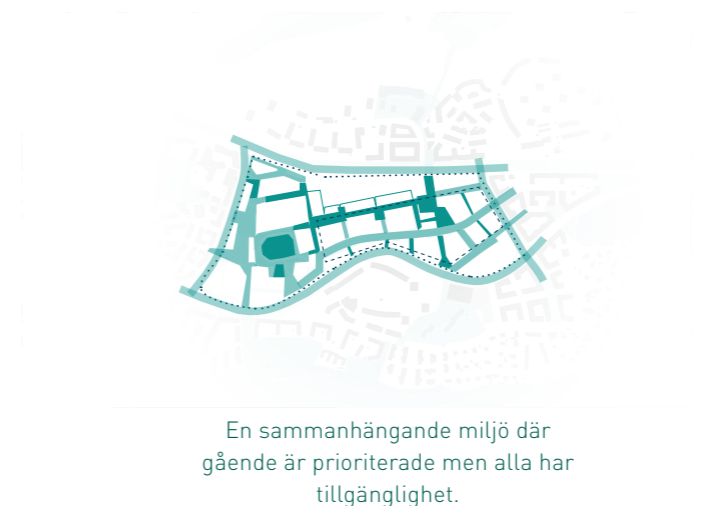 En sammanhängande miljö där
gående är prioriterade men alla har
tillgänglighet.